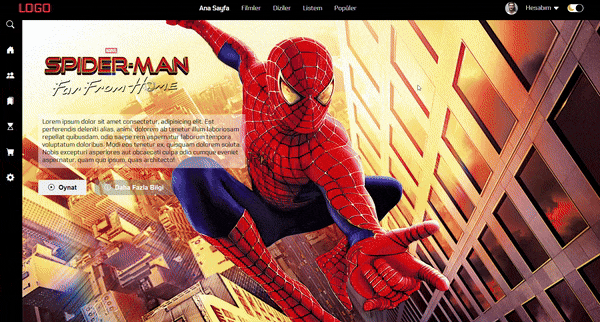 LOGO
Ana Sayfa Filmler Diziler Listem Popüler
Hesabım
MARVEL
SPIDER-MAN
Far From Home
Lorem ipsum dolor sit amet consectetur, adipisicing elit. Est
perferendis deleniti alias, animi, dolorem ab tenetur illum laboriosam
repellat quibusdam, odio saepe rem aspernatur laborum tempora
voluptatum doloribus. Modi eos tenetur ex, quisquam dolorem soluta
Nobis excepturi asperiores aut obcaecati culpa odio cumque eveniet
aspernatur, quam quo ipsum, quas architecto!
Oynat
Daha Fazla Bilgi